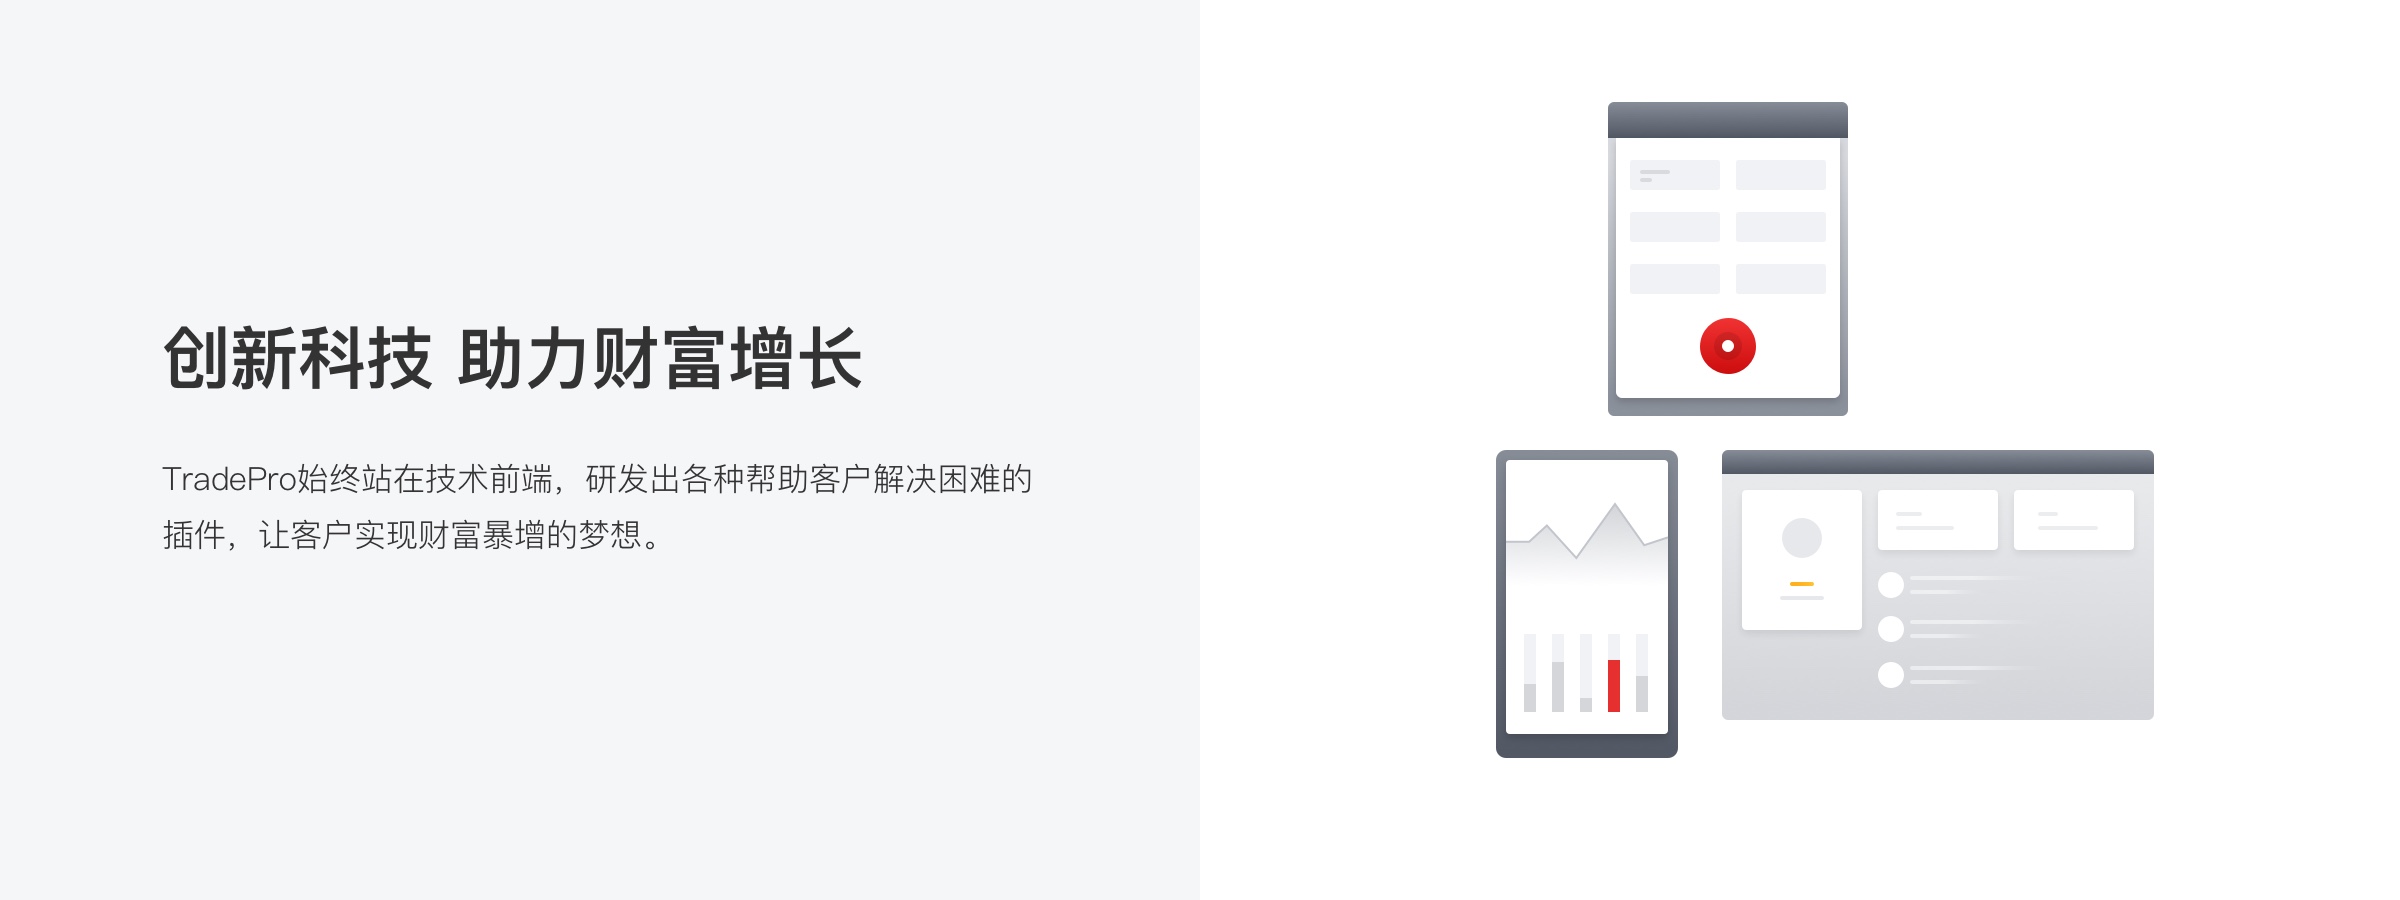 创新科技 助力财富增长
TradePro始终站在技术前端，研发出各种帮助客户解决困难的
插件，让客户实现财富暴增的梦想。